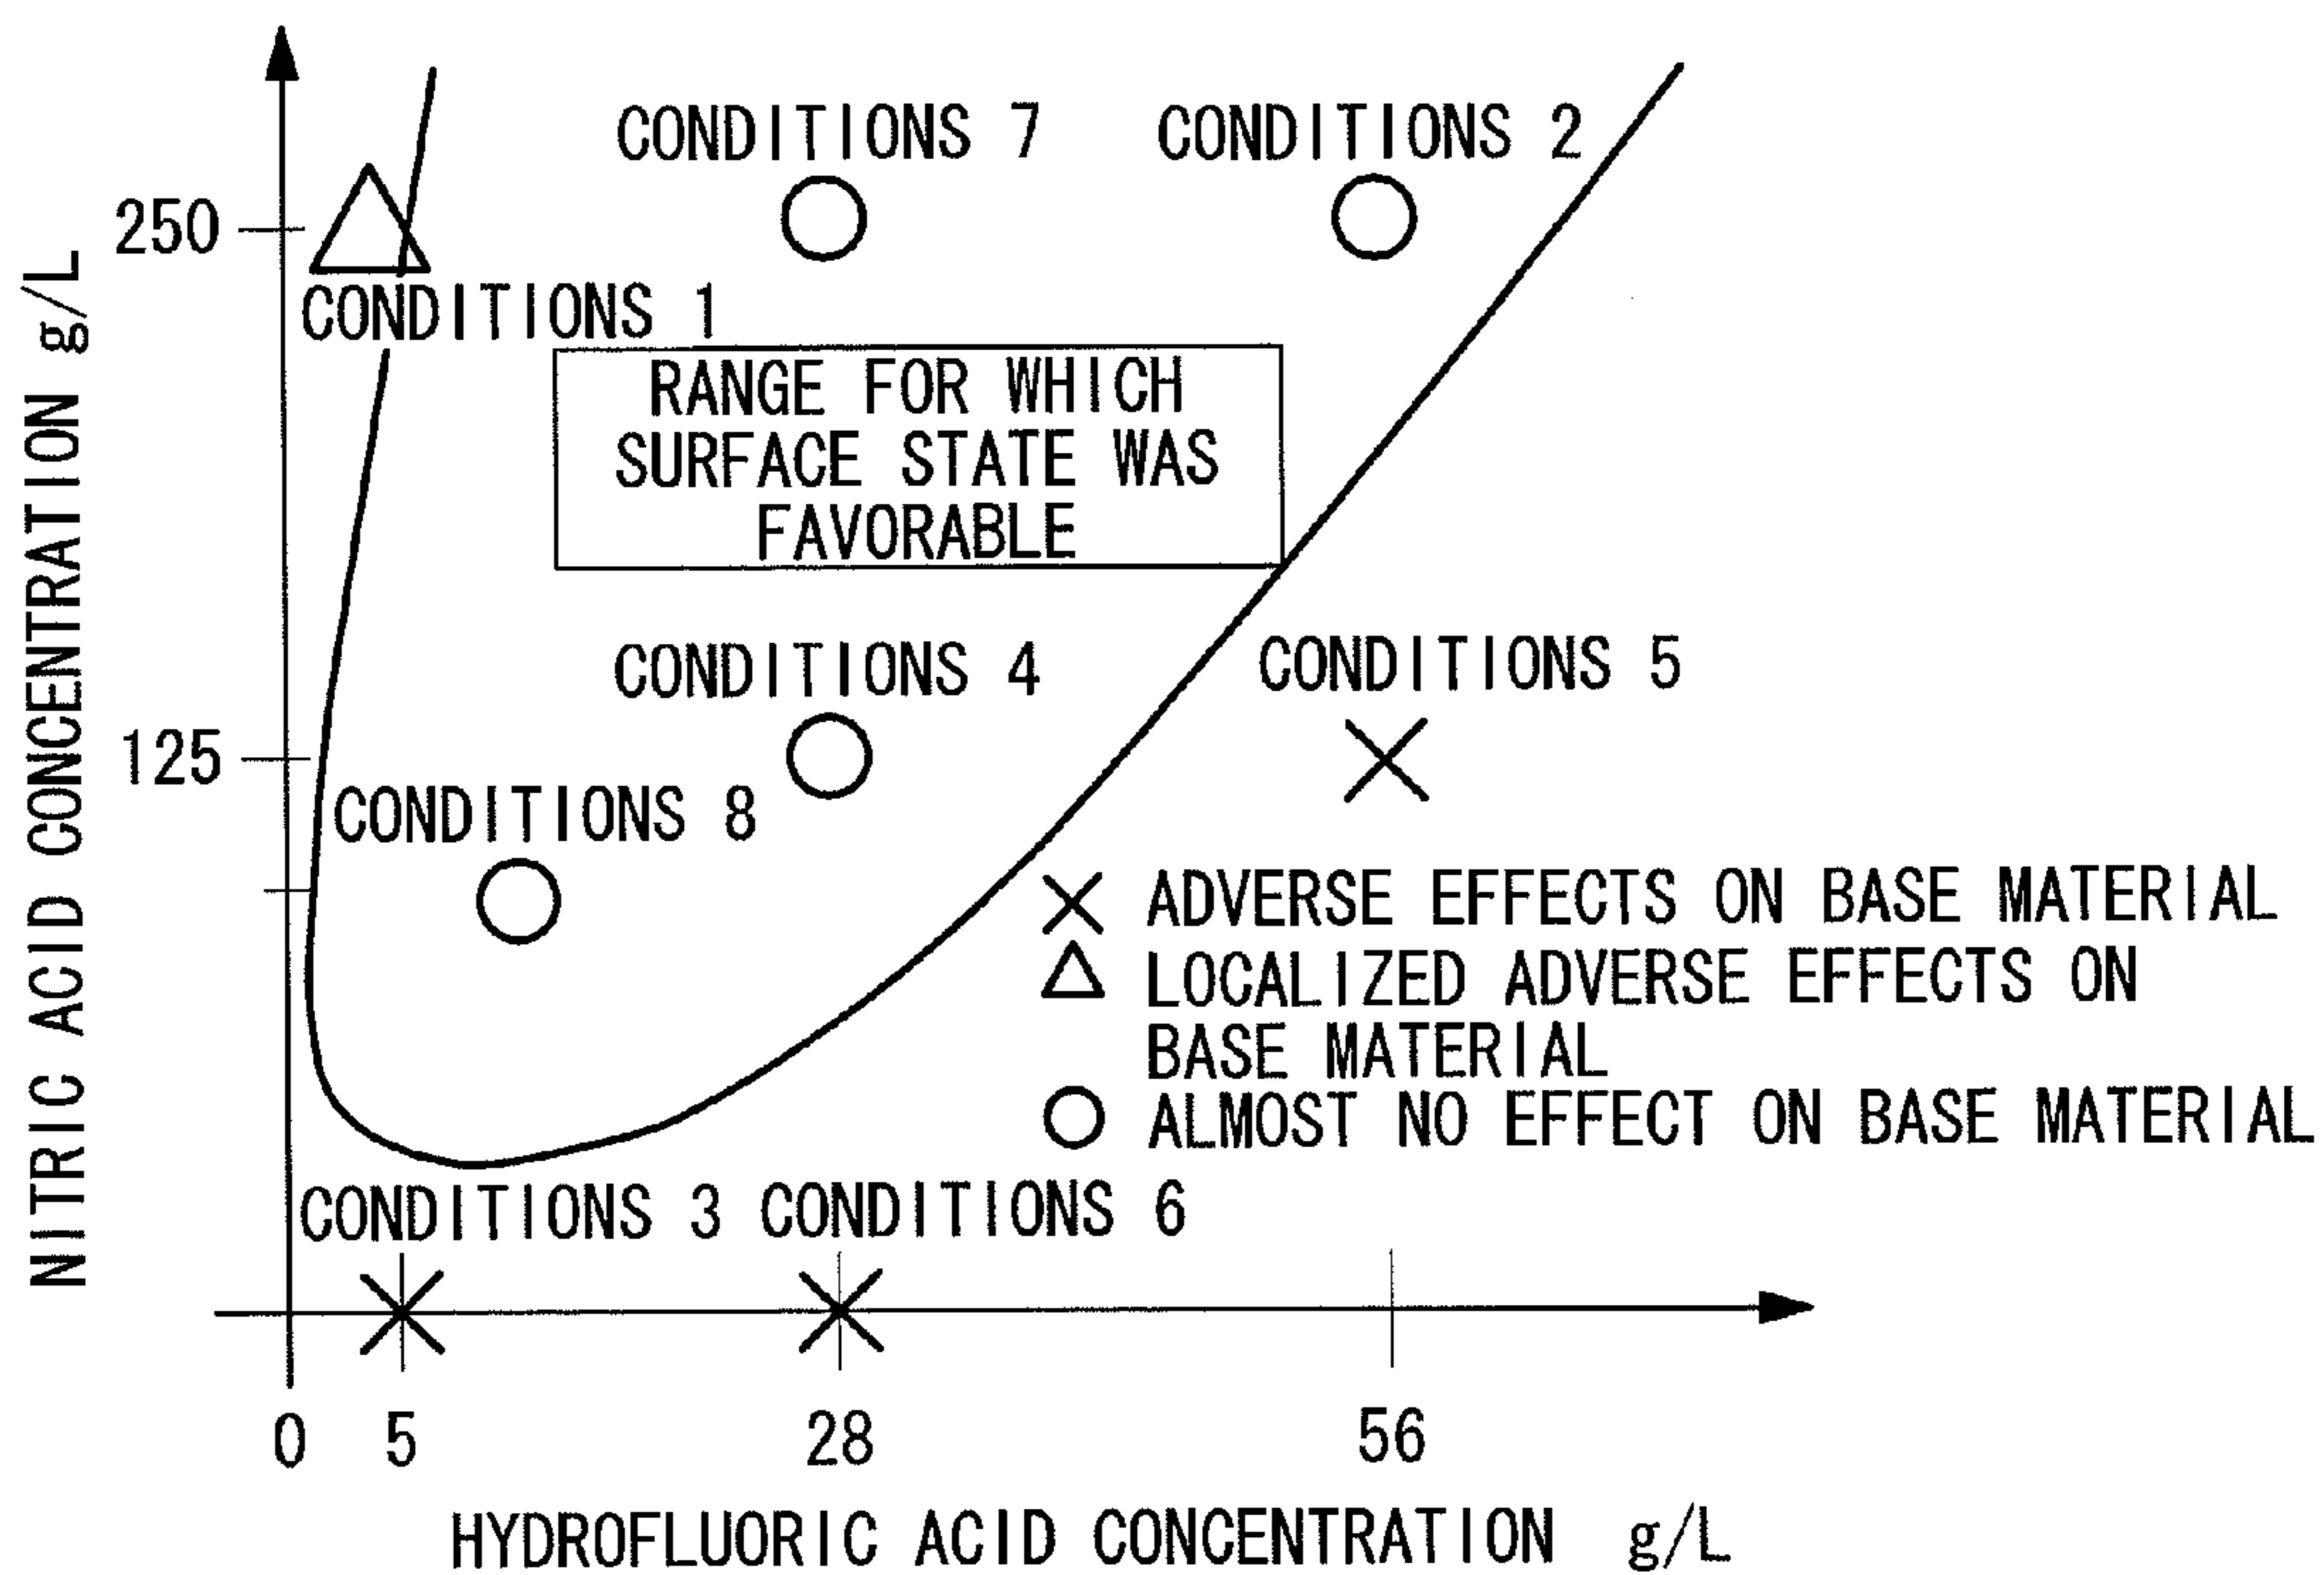 CONDITIONS 7
CONDITIONS 2
250
CONDITIONS 1
RANGE FOR WHICH
SURFACE STATE WAS
FAVORABLE
NITRIC ACID CONCENTRATION g/L
CONDITIONS 4
CONDITIONS 5
125
CONDITIONS 8
ADVERSE EFFECTS ON BASE MATERIAL
LOCALIZED ADVERSE EFFECTS ON
BASE MATERIAL
ALMOST NO EFFECT ON BASE MATERIAL
CONDITIONS 3
CONDITIONS 6
0
5
28
56
HYDROFLUORIC ACID CONCENTRATION g/L